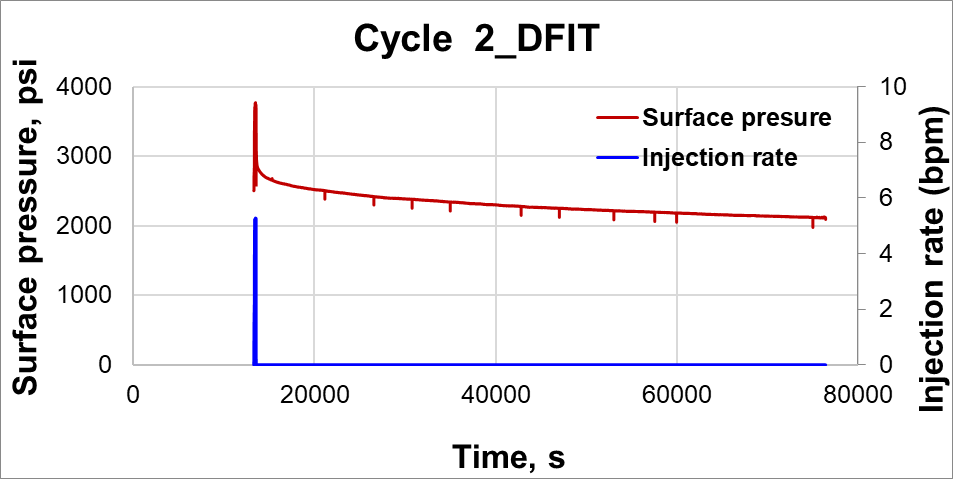 Cycle  2_DFIT
Surface pressure, psi
4000
3000
2000
1000
0
Surface presure
Injection rate
10
8
6
4
2
0
Injection rate (bpm)
0
20000
40000
60000
80000
Time, s